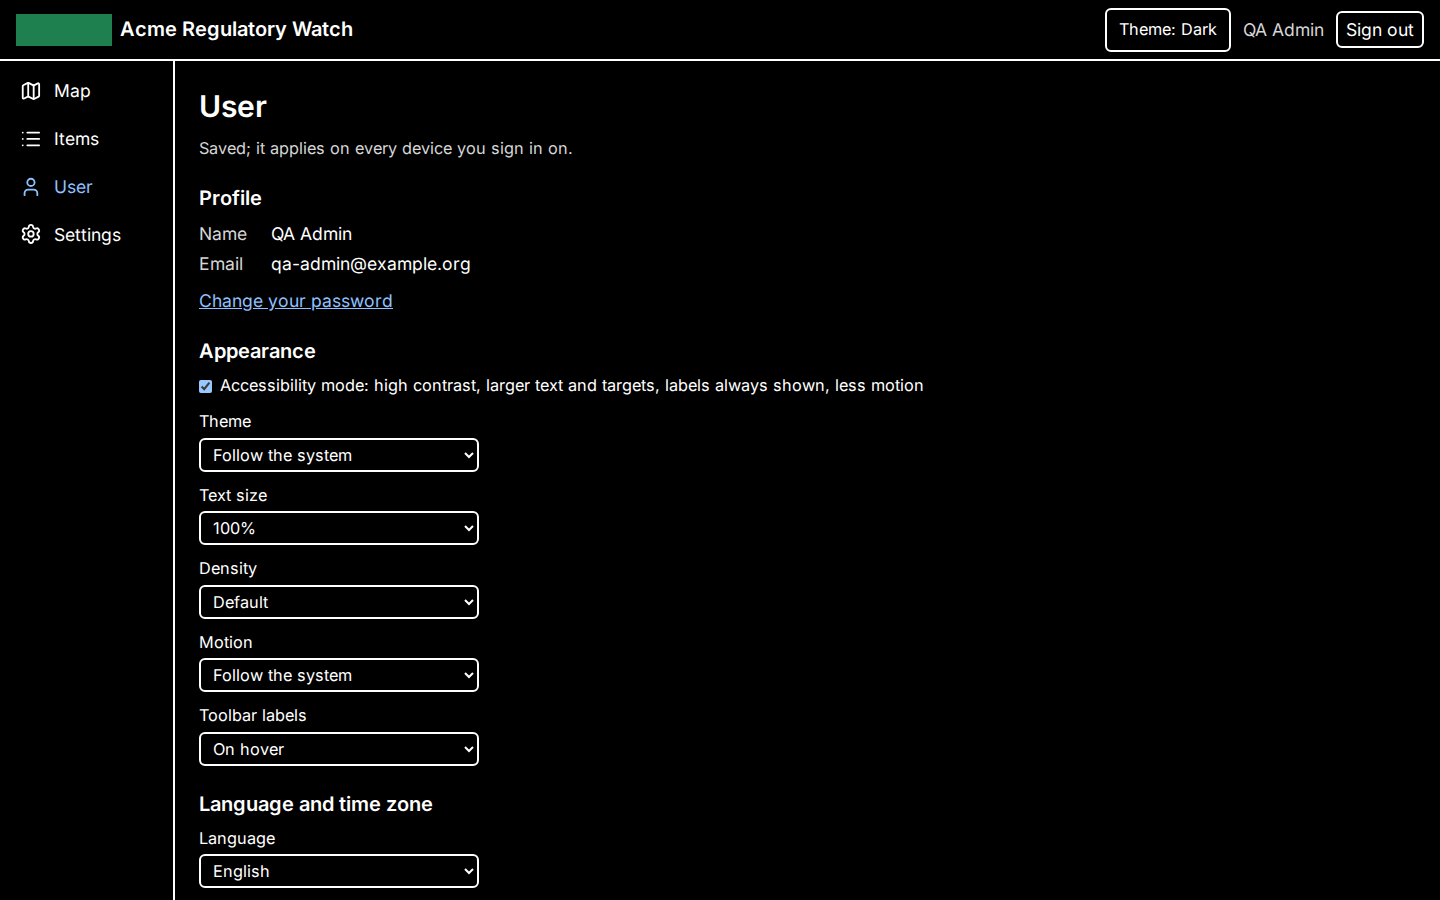 Acme Regulatory Watch
Theme: Dark
QA Admin
Sign out
Map
Items
User
Settings
User
Saved; it applies on every device you sign in on.
Profile
Name QA Admin
Email qa-admin@example.org
Change your password
Appearance
Accessibility mode: high contrast, larger text and targets, labels always shown, less motion
Theme
Follow the system
Text size
100%
Density
Default
Motion
Follow the system
Toolbar labels
On hover
Language and time zone
Language
English